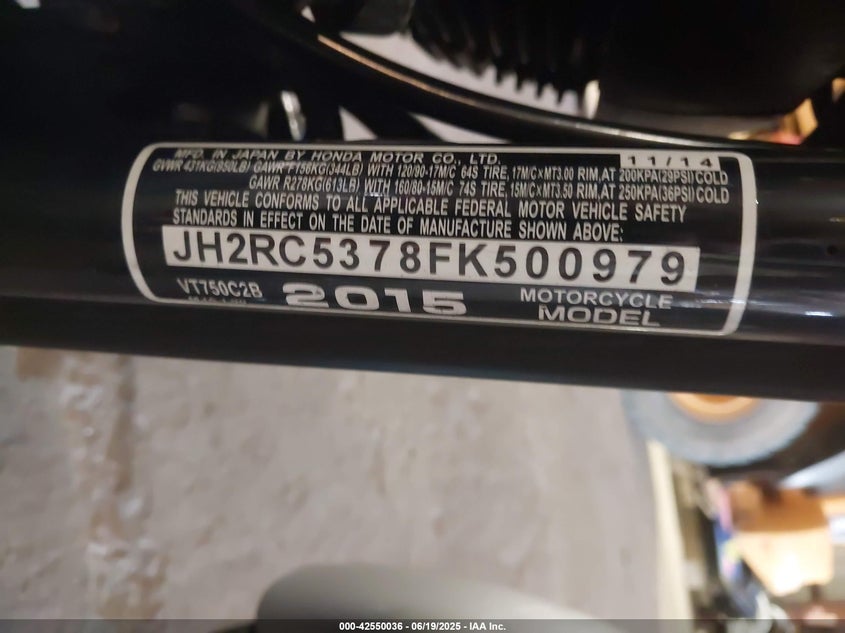 MFD. IN JAPAN BY HONDA MOTOR CO., LTD. 11/14
GVWR 431KG(950LB) GAWR F156KG(344LB) WITH 120/90-17M/C 64S TIRE, 17M/C×MT3.00 RIM, AT 200KPA(29PSI)COLD
GAWR R278KG(613LB) WITH 160/80-15M/C 74S TIRE, 15M/C×MT3.50 RIM, AT 250KPA(36PSI)COLD
THIS VEHICLE CONFORMS TO ALL APPLICABLE FEDERAL MOTOR VEHICLE SAFETY
STANDARDS IN EFFECT ON THE DATE OF MANUFACTURE SHOWN ABOVE:
JH2RC5378FK500979
VT750C2B 2015 MOTORCYCLE
MODEL
000-42550036 - 06/19/2025 - IAA Inc.